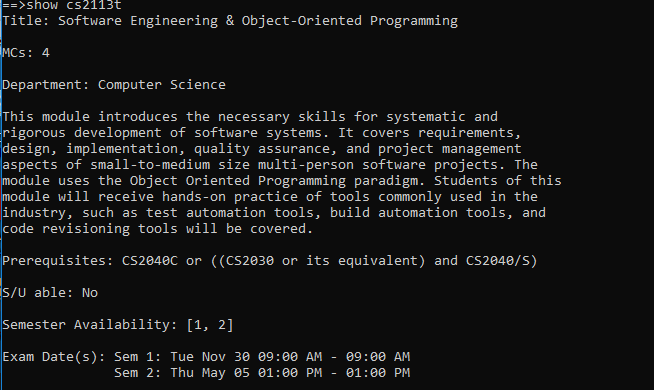 ==>show cs2113t
Title: Software Engineering & Object-Oriented Programming
MCs: 4
Department: Computer Science
This module introduces the necessary skills for systematic and
rigorous development of software systems. It covers requirements,
design, implementation, quality assurance, and project management
aspects of small-to-medium size multi-person software projects. The
module uses the Object Oriented Programming paradigm. Students of this
module will receive hands-on practice of tools commonly used in the
industry, such as test automation tools, build automation tools, and
code revisioning tools will be covered.
Prerequisites: CS2040C or ((CS2030 or its equivalent) and CS2040/S)
S/U able: No
Semester Availability: [1, 2]
Exam Date(s): Sem 1: Tue Nov 30 09:00 AM - 09:00 AM
Sem 2: Thu May 05 01:00 PM - 01:00 PM